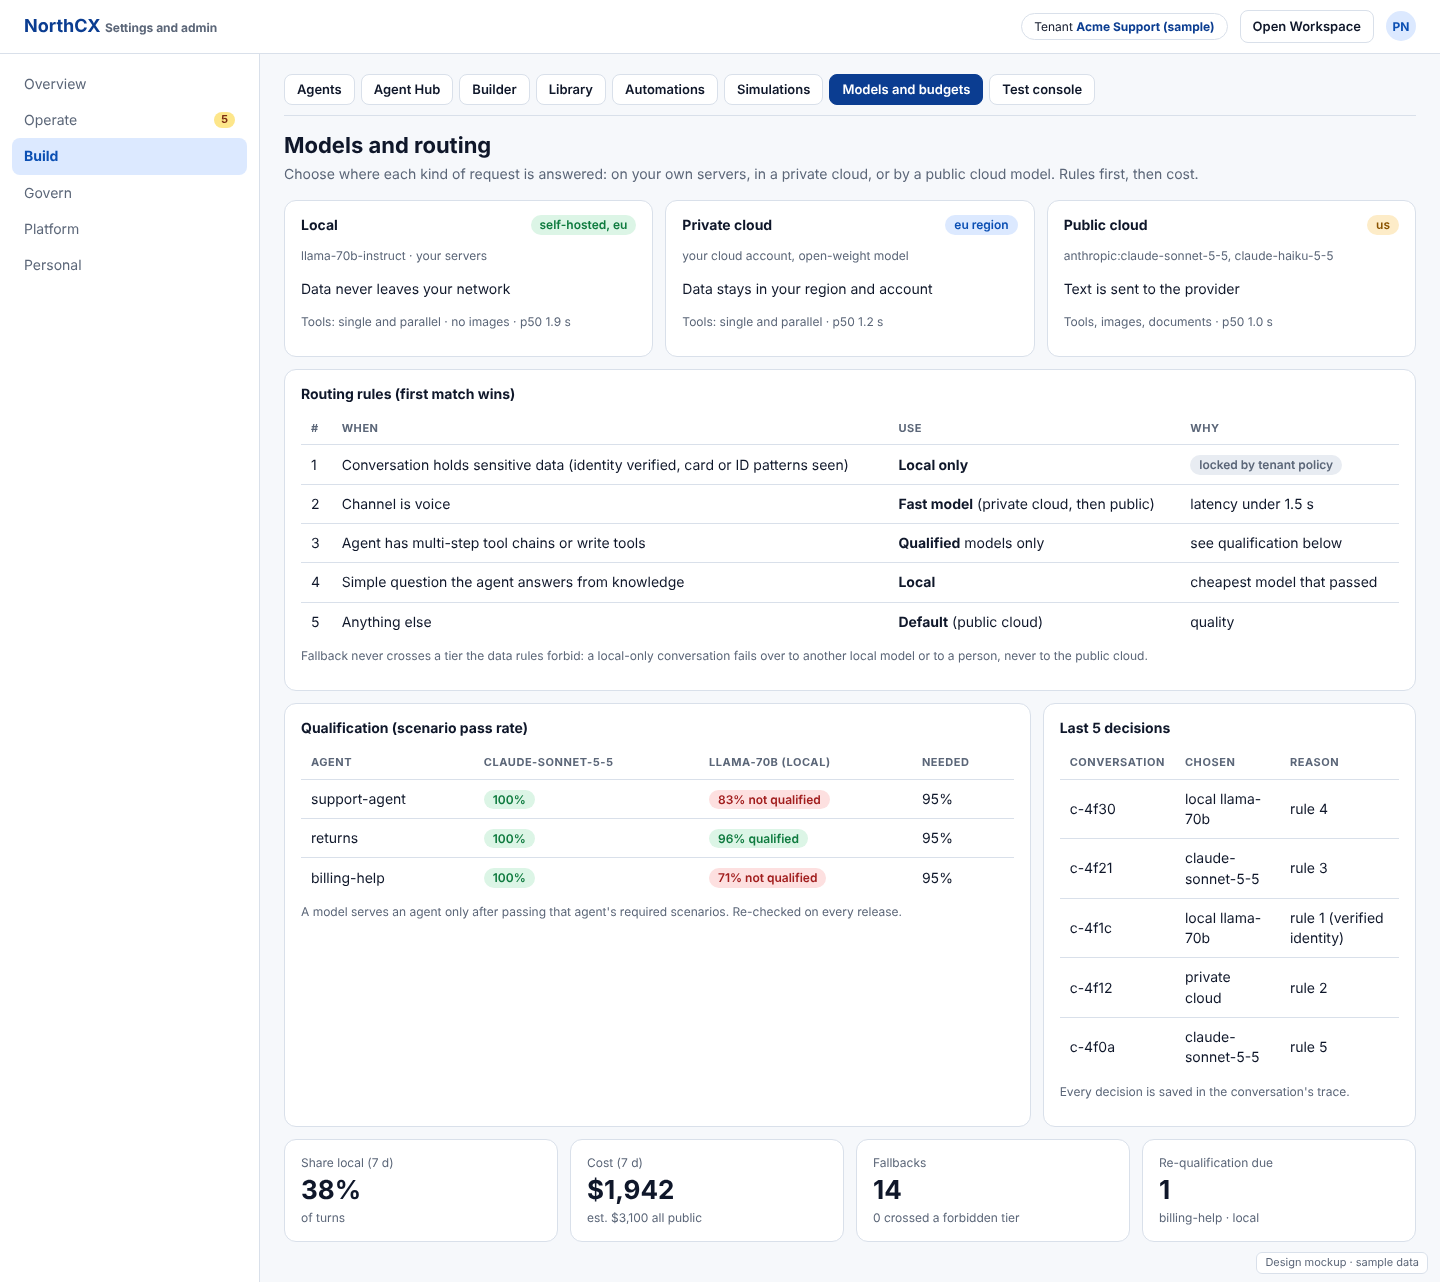 NorthCX Settings and admin
Tenant Acme Support (sample)
Open Workspace
PN
Overview
Operate 5
Build
Govern
Platform
Personal
Agents
Agent Hub
Builder
Library
Automations
Simulations
Models and budgets
Test console
Models and routing
Choose where each kind of request is answered: on your own servers, in a private cloud, or by a public cloud model. Rules first, then cost.
Local self-hosted, eu
llama-70b-instruct · your servers
Data never leaves your network
Tools: single and parallel · no images · p50 1.9 s
Private cloud eu region
your cloud account, open-weight model
Data stays in your region and account
Tools: single and parallel · p50 1.2 s
Public cloud us
anthropic:claude-sonnet-5-5, claude-haiku-5-5
Text is sent to the provider
Tools, images, documents · p50 1.0 s
Routing rules (first match wins)
# WHEN USE WHY
1 Conversation holds sensitive data (identity verified, card or ID patterns seen) Local only locked by tenant policy
2 Channel is voice Fast model (private cloud, then public) latency under 1.5 s
3 Agent has multi-step tool chains or write tools Qualified models only see qualification below
4 Simple question the agent answers from knowledge Local cheapest model that passed
5 Anything else Default (public cloud) quality
Fallback never crosses a tier the data rules forbid: a local-only conversation fails over to another local model or to a person, never to the public cloud.
Qualification (scenario pass rate)
AGENT CLAUDE-SONNET-5-5 LLAMA-70B (LOCAL) NEEDED
support-agent 100% 83% not qualified 95%
returns 100% 96% qualified 95%
billing-help 100% 71% not qualified 95%
A model serves an agent only after passing that agent's required scenarios. Re-checked on every release.
Last 5 decisions
CONVERSATION CHOSEN REASON
c-4f30 local llama-70b rule 4
c-4f21 claude-sonnet-5-5 rule 3
c-4f1c local llama-70b rule 1 (verified identity)
c-4f12 private cloud rule 2
c-4f0a claude-sonnet-5-5 rule 5
Every decision is saved in the conversation's trace.
Share local (7 d)
38%
of turns
Cost (7 d)
$1,942
est. $3,100 all public
Fallbacks
14
0 crossed a forbidden tier
Re-qualification due
1
billing-help · local
Design mockup · sample data